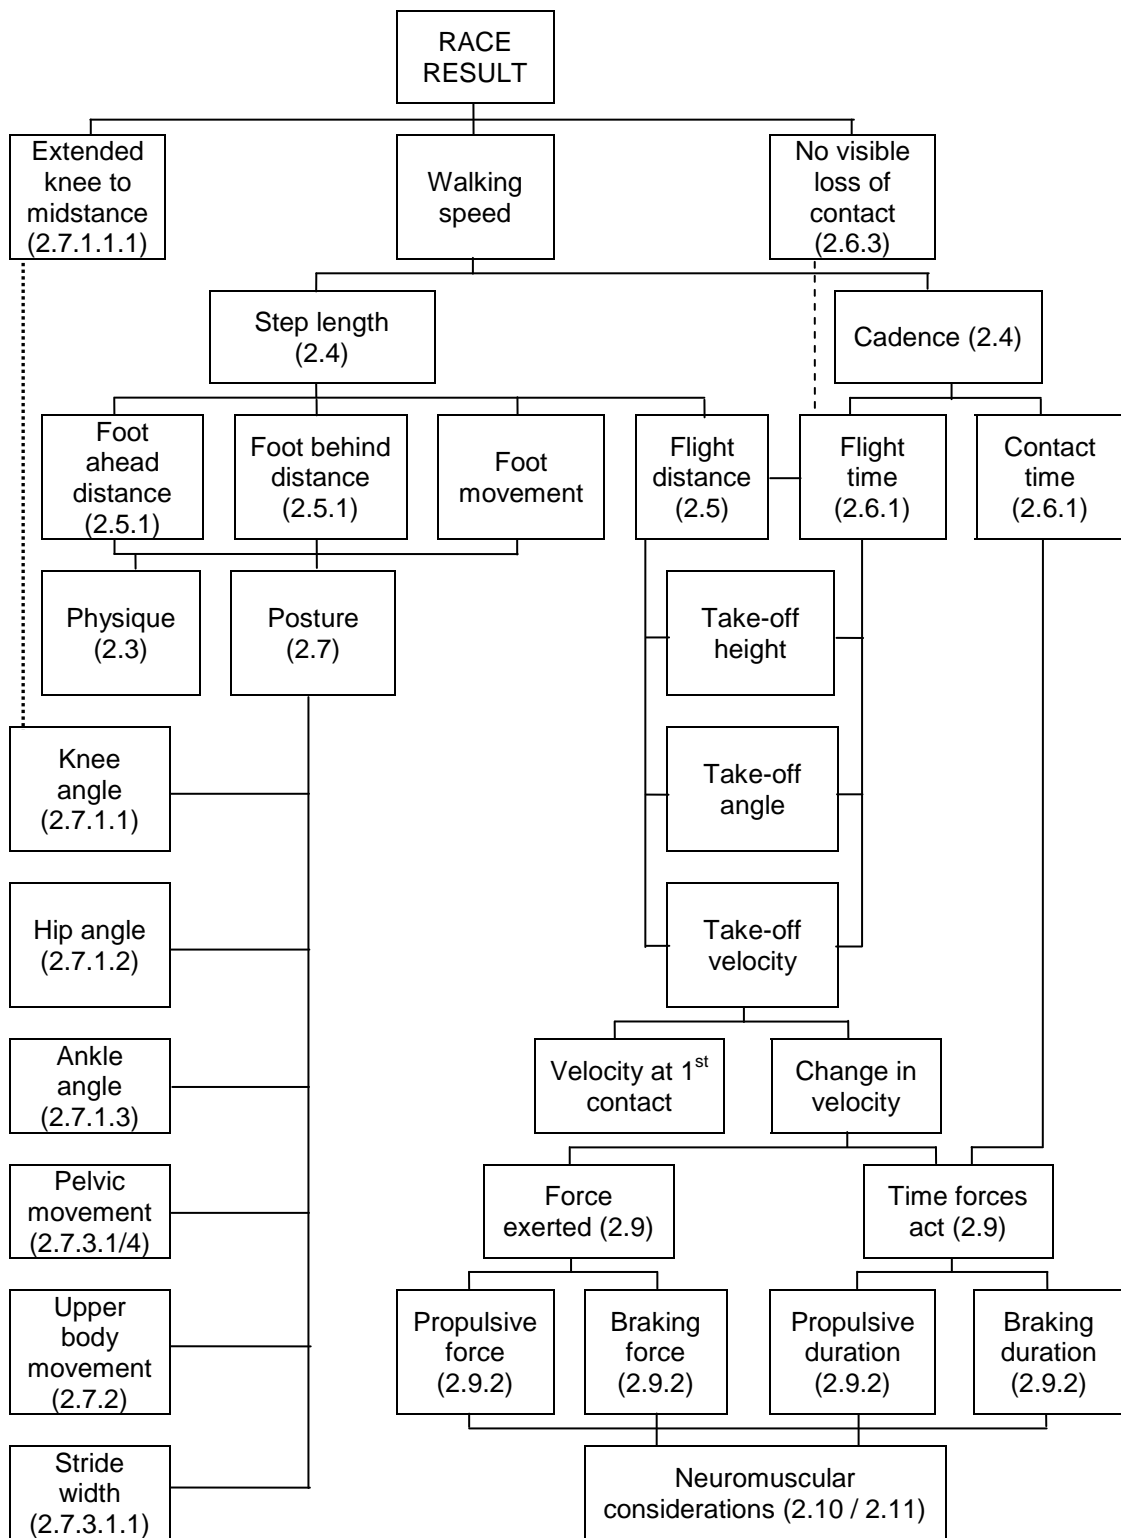 RACE
RESULT
Extended
knee to
midstance
(2.7.1.1.1)
Walking
speed
No visible
loss of
contact
(2.6.3)
Step length
(2.4)
Cadence (2.4)
Foot
ahead
distance
(2.5.1)
Foot behind
distance
(2.5.1)
Foot
movement
Flight
distance
(2.5)
Flight
time
(2.6.1)
Contact
time
(2.6.1)
Physique
(2.3)
Posture
(2.7)
Take-off
height
Knee
angle
(2.7.1.1)
Take-off
angle
Hip angle
(2.7.1.2)
Take-off
velocity
Ankle
angle
(2.7.1.3)
Velocity at 1st
contact
Change in
velocity
Pelvic
movement
(2.7.3.1/4)
Force
exerted (2.9)
Time forces
act (2.9)
Upper
body
movement
(2.7.2)
Propulsive
force
(2.9.2)
Braking
force
(2.9.2)
Propulsive
duration
(2.9.2)
Braking
duration
(2.9.2)
Stride
width
(2.7.3.1.1)
Neuromuscular
considerations (2.10 / 2.11)